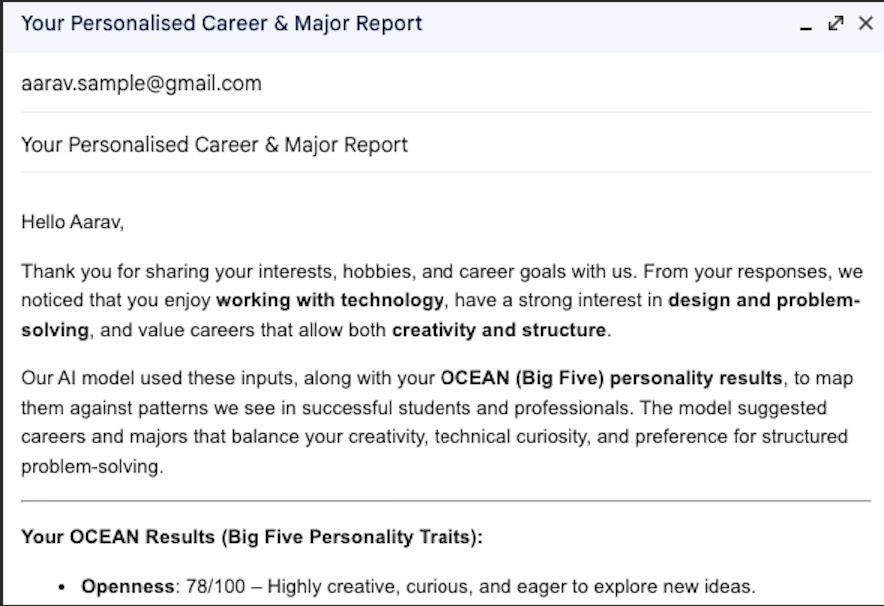 Your Personalised Career & Major Report
aarav.sample@gmail.com
Your Personalised Career & Major Report
Hello Aarav,
Thank you for sharing your interests, hobbies, and career goals with us. From your responses, we
noticed that you enjoy working with technology, have a strong interest in design and problem-
solving, and value careers that allow both creativity and structure.
Our AI model used these inputs, along with your OCEAN (Big Five) personality results, to map
them against patterns we see in successful students and professionals. The model suggested
careers and majors that balance your creativity, technical curiosity, and preference for structured
problem-solving.
Your OCEAN Results (Big Five Personality Traits):
• Openness: 78/100 – Highly creative, curious, and eager to explore new ideas.